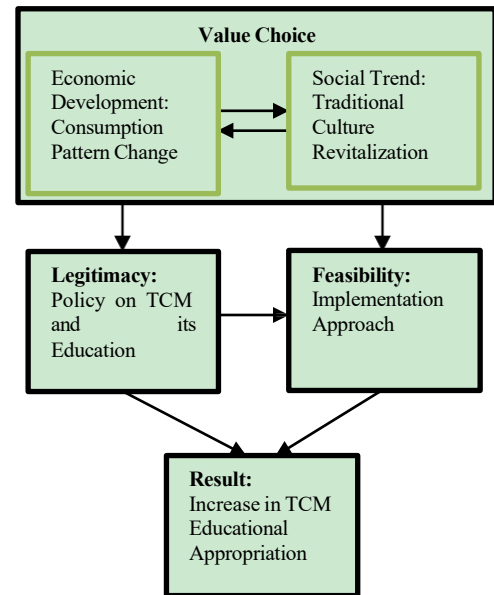 Value Choice
Economic
Development:
Consumption
Pattern Change
Social Trend:
Traditional
Culture
Revitalization
Legitimacy:
Policy on TCM
and its
Education
Feasibility:
Implementation
Approach
Result:
Increase in TCM
Educational
Appropriation